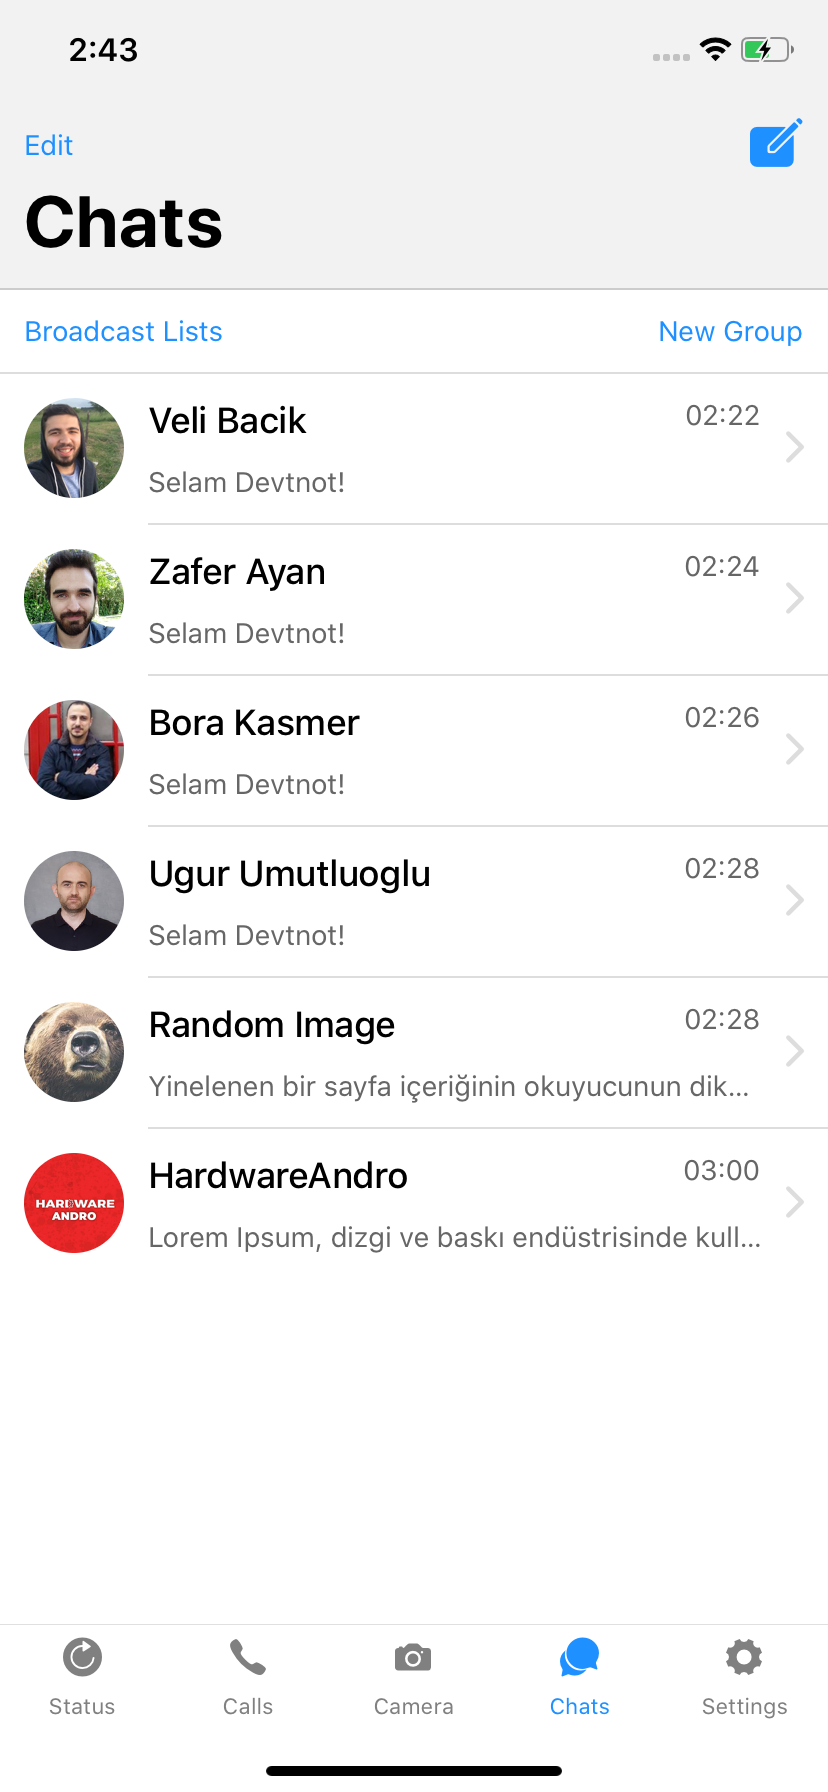 2:43
Edit
Chats
Broadcast Lists
New Group
Veli Bacik
02:22
Selam Devtnot!
Zafer Ayan
02:24
Selam Devtnot!
Bora Kasmer
02:26
Selam Devtnot!
Ugur Umutluoglu
02:28
Selam Devtnot!
Random Image
02:28
Yinelenen bir sayfa içeriğinin okuyucunun dik...
HARDWARE
ANDRO
HardwareAndro
03:00
Lorem Ipsum, dizgi ve baskı endüstrisinde kull...
Status
Calls
Camera
Chats
Settings